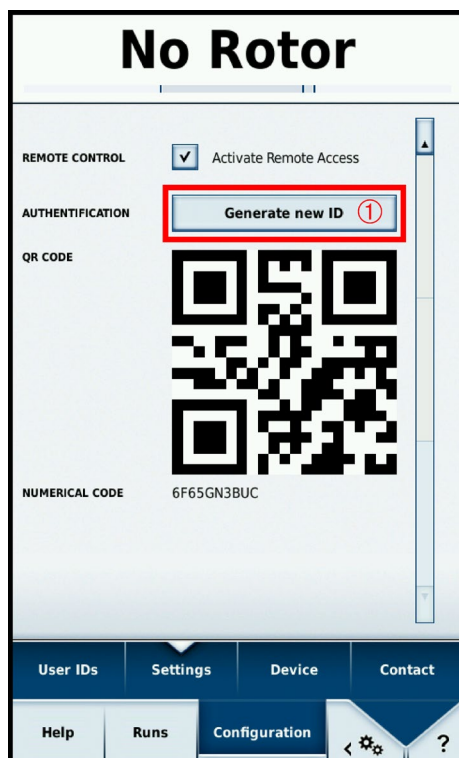 No Rotor
REMOTE CONTROL
Activate Remote Access
AUTHENTIFICATION
Generate new ID ①
QR CODE
NUMERICAL CODE
6F65GN3BUC
User IDs
Settings
Device
Contact
Help
Runs
Configuration
?